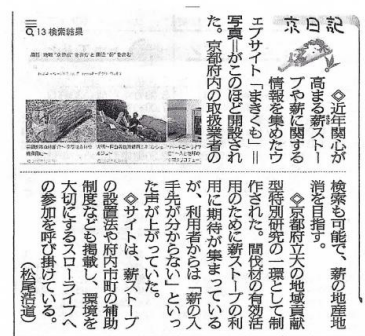 京日記
◇近年関心が
高まる薪ストー
ブや薪に関する
情報を集めたウ
ェブサイト「まきくも」=
写真=がこのほど開設され
た。京都府内の取扱業者の
検索も可能で、薪の地産地
消を目指す。
◇京都府立大の地域貢献
型特別研究の一環として制
作された。間伐材の有効活
用のために薪ストーブの利
用に期待が集まっている
が、利用者からは「薪の入
手先が分からない」といっ
た声が上がっていた。
◇サイトは、薪ストーブ
の設置法や府内市町の補助
制度なども掲載し、環境を
大切にするスローライフへ
の参加を呼び掛けている。
(松尾浩道)
13 検索結果